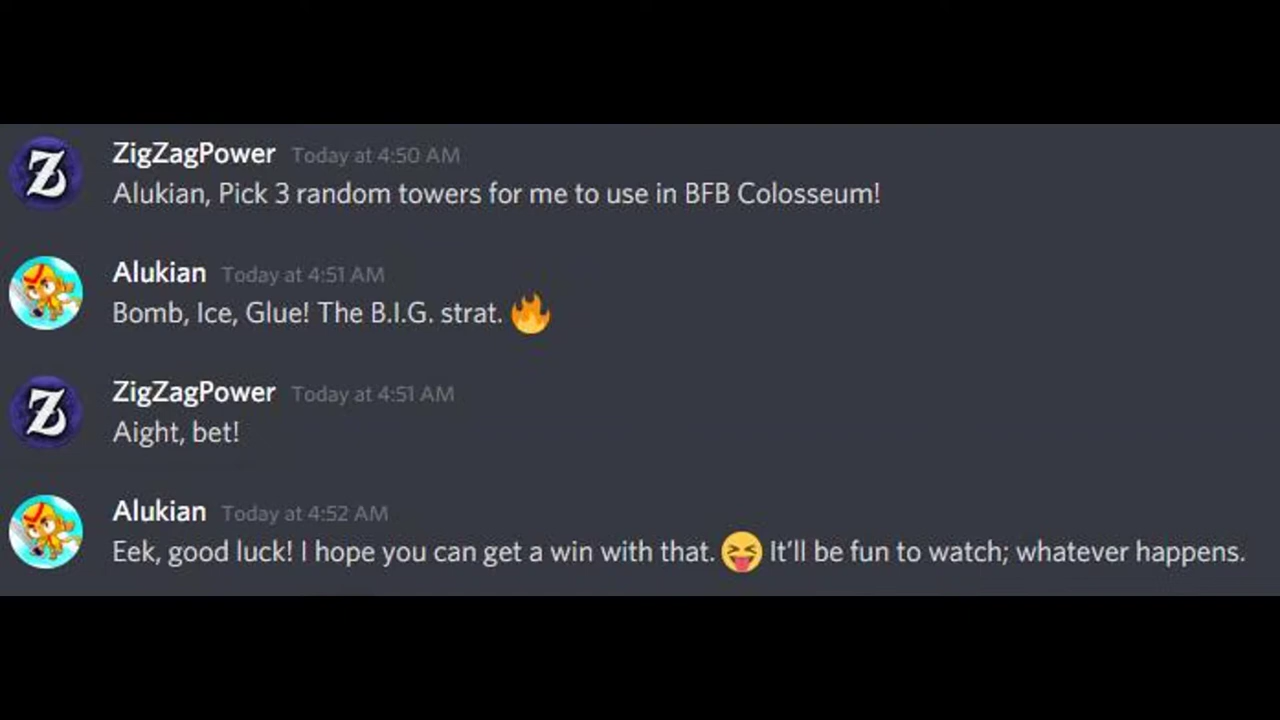 ZigZagPower Today at 4:50 AM
Alukian, Pick 3 random towers for me to use in BFB Colosseum!
Alukian Today at 4:51 AM
Bomb, Ice, Glue! The B.I.G. strat. 🔥
ZigZagPower Today at 4:51 AM
Aight, bet!
Alukian Today at 4:52 AM
Eek, good luck! I hope you can get a win with that. 😝 It'll be fun to watch; whatever happens.